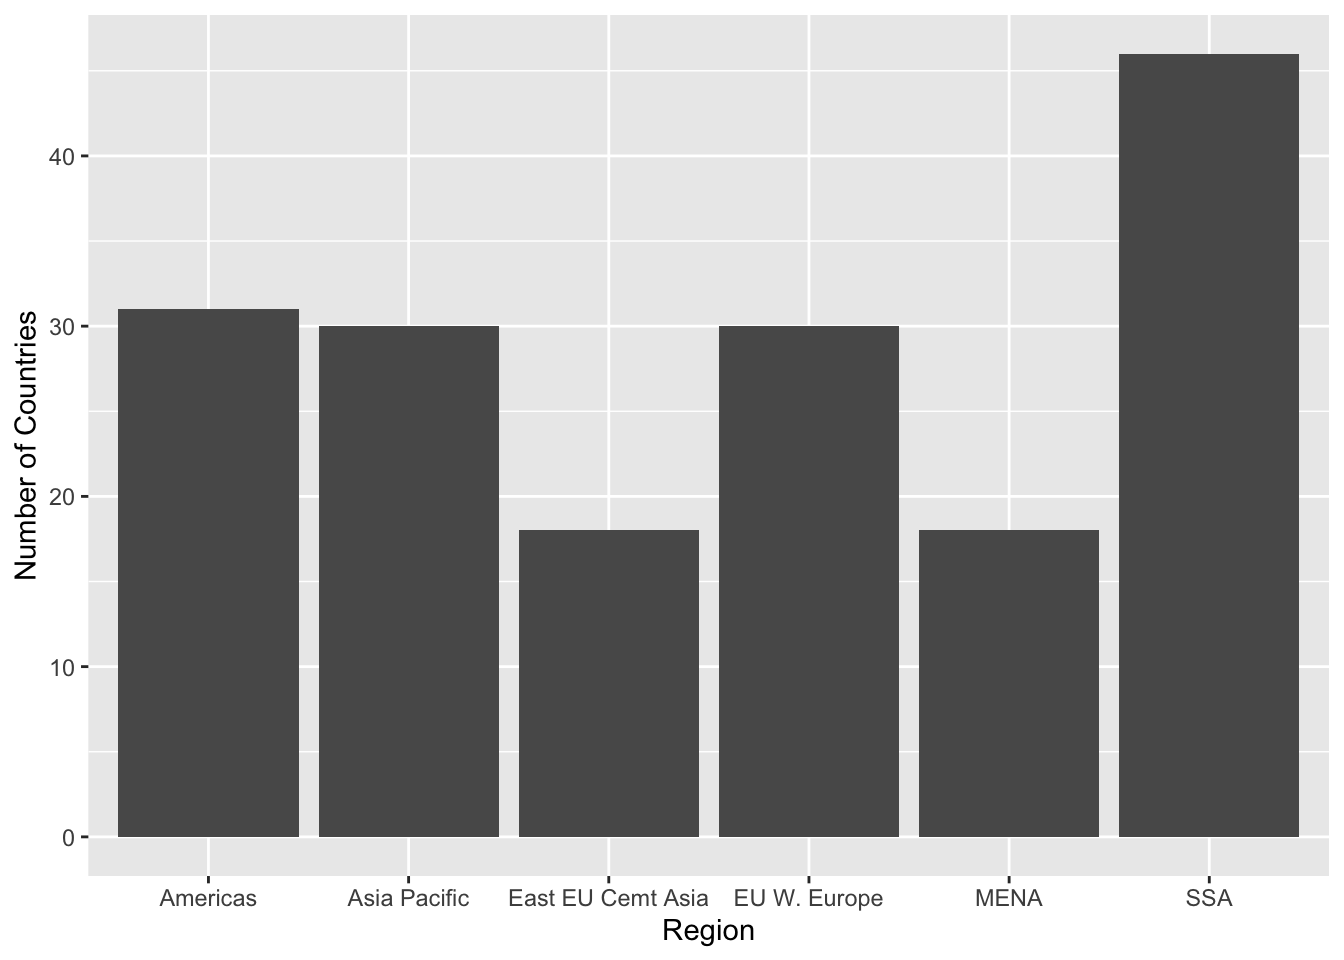 Number of Countries
40
30
20
10
0
Americas
Asia Pacific
East EU Cemt Asia
EU W. Europe
MENA
SSA
Region